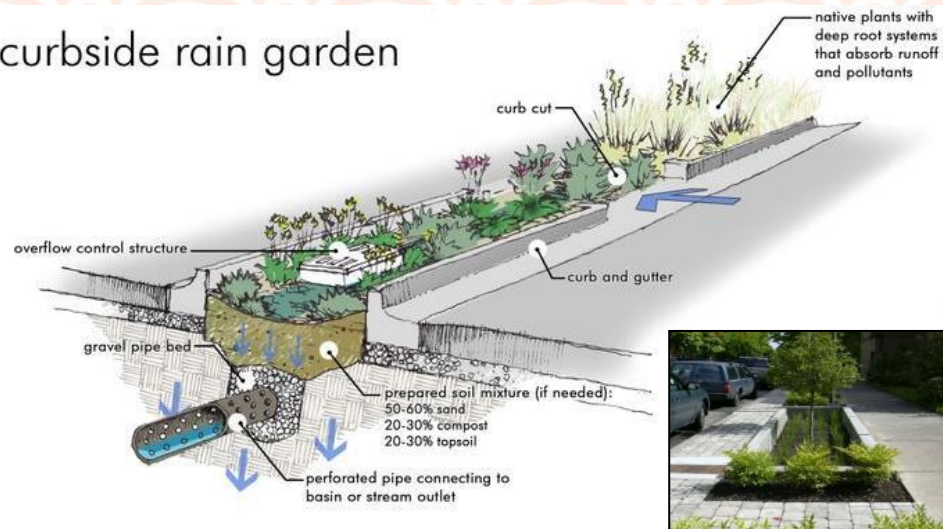 curbside rain garden
native plants with
deep root systems
that absorb runoff
and pollutants
curb cut
overflow control structure
curb and gutter
gravel pipe bed
prepared soil mixture (if needed):
50-60% sand
20-30% compost
20-30% topsoil
perforated pipe connecting to
basin or stream outlet